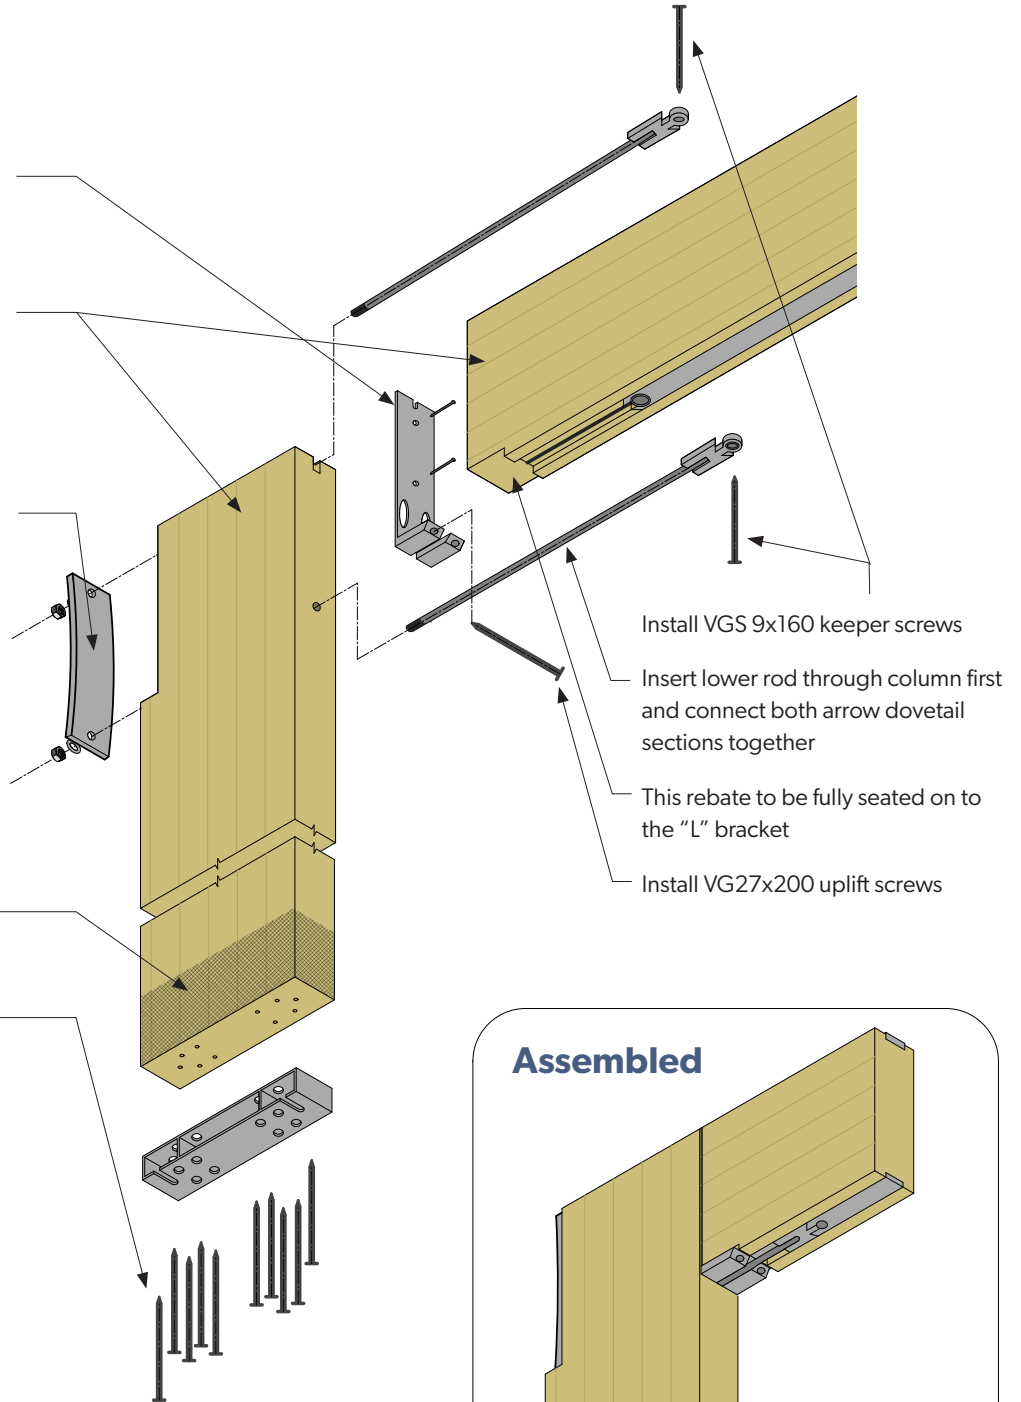 Install VGS 9x160 keeper screws
Insert lower rod through column first
and connect both arrow dovetail
sections together
This rebate to be fully seated on to
the “L” bracket
Install VG27x200 uplift screws
Assembled